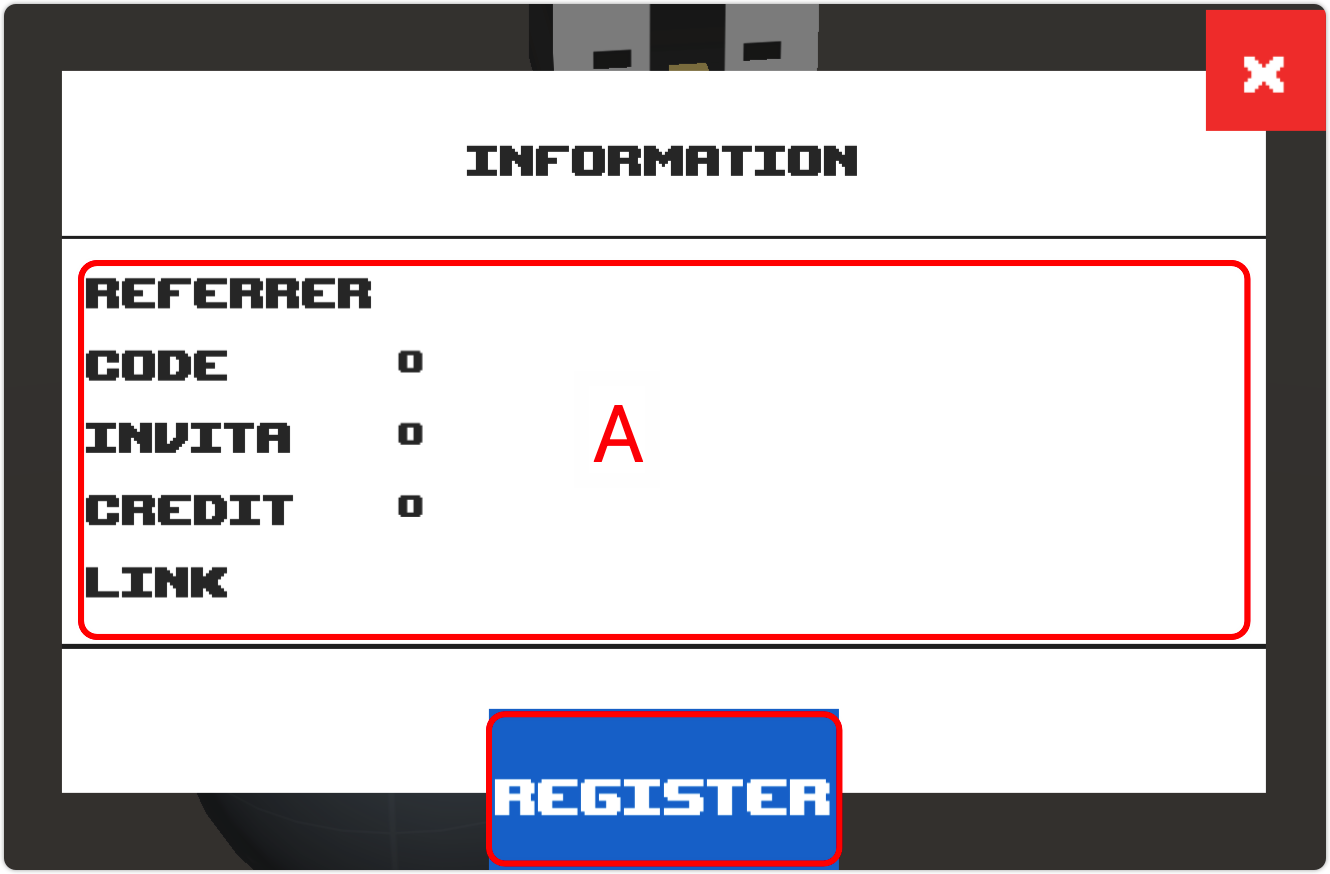 INFORMATION
REFERRER
CODE 0
INVITA 0
A
CREDIT 0
LINK
REGISTER